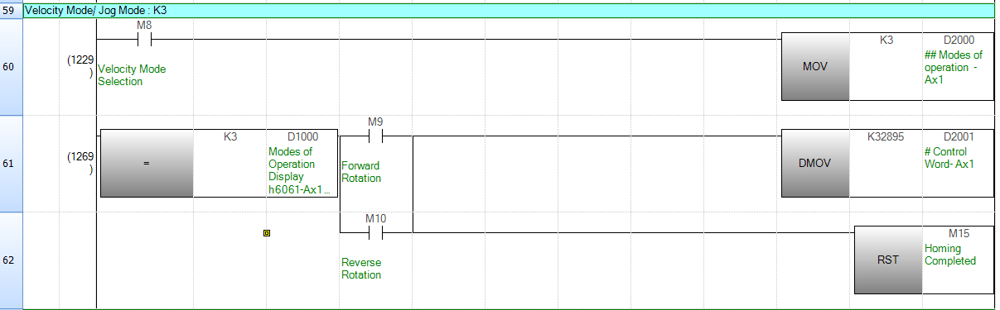 59
Velocity Mode/ Jog Mode : K3
60
(1229
)
M8
Velocity Mode
Selection
MOV
K3
D2000
## Modes of
operation -
Ax1
61
(1269
)
=
K3
D1000
Modes of
Operation
Display
h6061-Ax1...
M9
Forward
Rotation
DMOV
K32895
D2001
# Control
Word- Ax1
62
M10
Reverse
Rotation
RST
M15
Homing
Completed